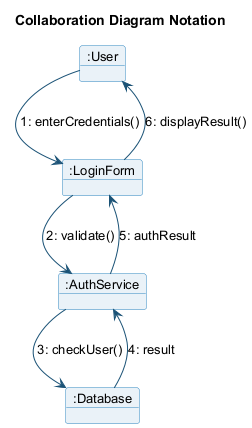 Collaboration Diagram Notation
:User
1: enterCredentials()
6: displayResult()
:LoginForm
2: validate()
5: authResult
:AuthService
3: checkUser()
4: result
:Database